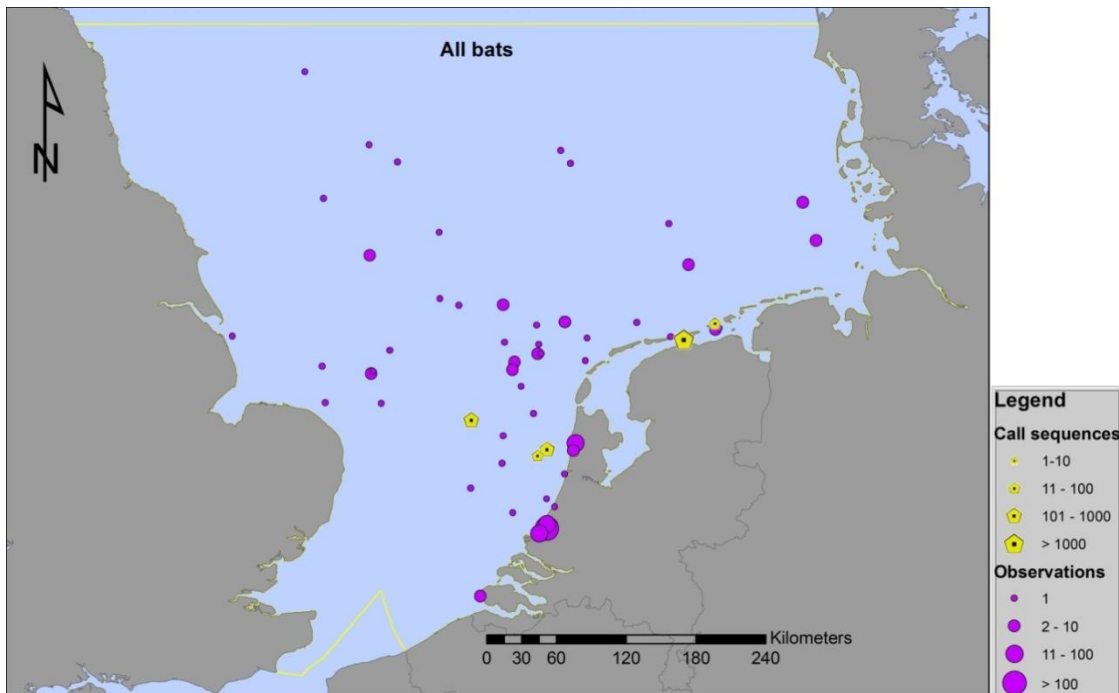 All bats
N
Kilometers
0 30 60 120 180 240
Legend
Call sequences
1-10
11 - 100
101 - 1000
> 1000
Observations
1
2 - 10
11 - 100
> 100